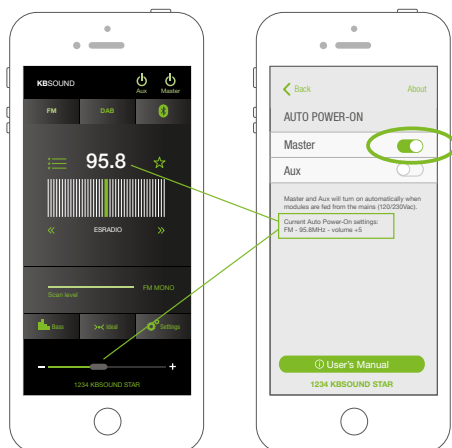 KBSOUND
Aux Master
FM DAB
95.8
ESRADIO
Scan level FM MONO
Bass Ideal Settings
- +
1234 KBSOUND STAR
Back About
AUTO POWER-ON
Master
Aux
Master and Aux will turn on automatically when
modules are fed from the mains (120/230Vac).
Current Auto Power-On settings:
FM - 95.8MHz - volume +5
User's Manual
1234 KBSOUND STAR